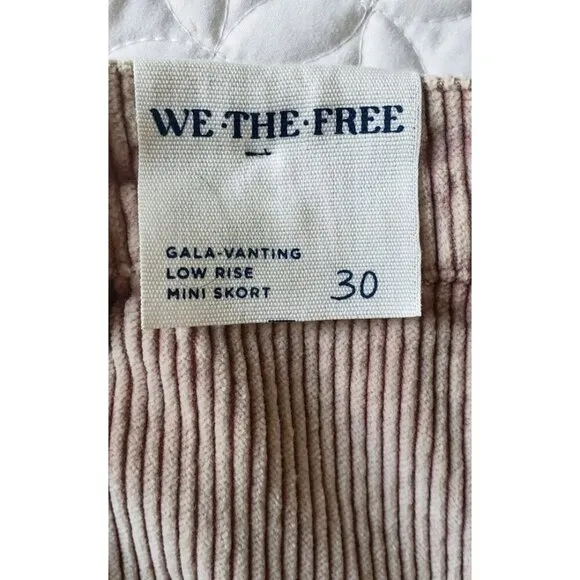 WE·THE·FREE
GALA-VANTING
LOW RISE
MINI SKORT
30